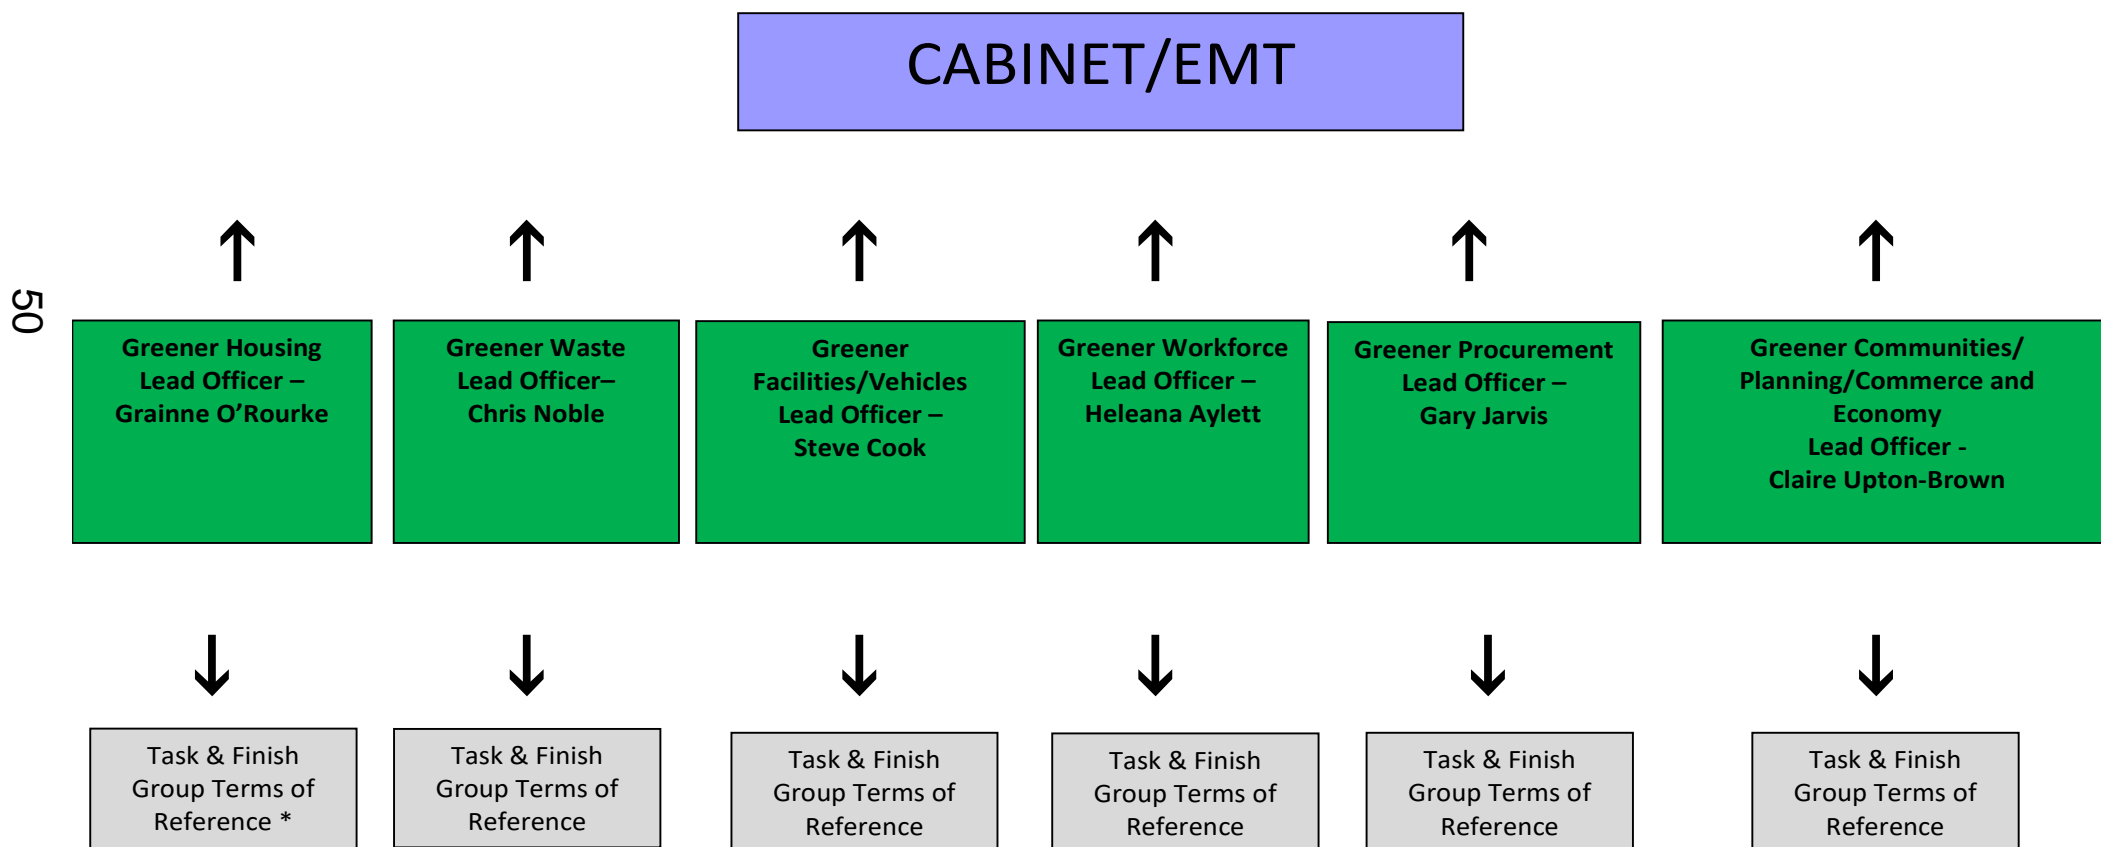 CABINET/EMT
50
Greener Housing
Lead Officer –
Grainne O’Rourke
Greener Waste
Lead Officer–
Chris Noble
Greener
Facilities/Vehicles
Lead Officer –
Steve Cook
Greener Workforce
Lead Officer –
Heleana Aylett
Greener Procurement
Lead Officer –
Gary Jarvis
Greener Communities/
Planning/Commerce and
Economy
Lead Officer -
Claire Upton-Brown
Task & Finish
Group Terms of
Reference *
Task & Finish
Group Terms of
Reference
Task & Finish
Group Terms of
Reference
Task & Finish
Group Terms of
Reference
Task & Finish
Group Terms of
Reference
Task & Finish
Group Terms of
Reference